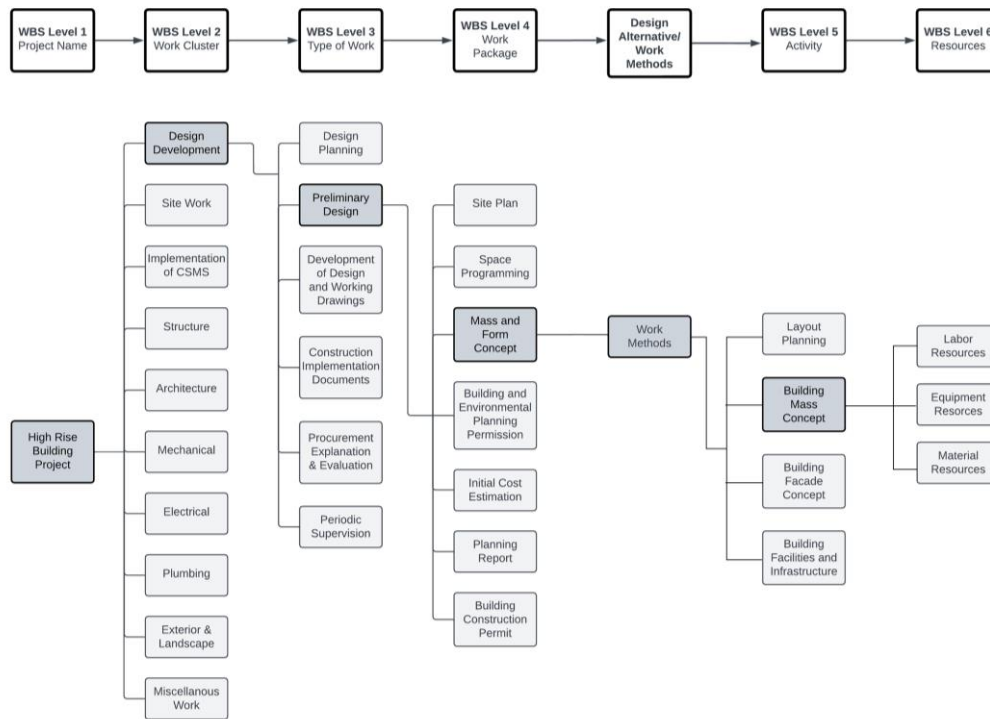 WBS Level 1
Project Name
WBS Level 2
Work Cluster
WBS Level 3
Type of Work
WBS Level 4
Work
Package
Design
Alternative/
Work
Methods
WBS Level 5
Activity
WBS Level 6
Resources
High Rise
Building
Project
Design
Development
Site Work
Implementation
of CSMS
Structure
Architecture
Mechanical
Electrical
Plumbing
Exterior &
Landscape
Miscellanous
Work
Design
Planning
Preliminary
Design
Development
of Design
and Working
Drawings
Construction
Implementation
Documents
Procurement
Explanation
& Evaluation
Periodic
Supervision
Site Plan
Space
Programming
Mass and
Form
Concept
Building and
Environmental
Planning
Permission
Initial Cost
Estimation
Planning
Report
Building
Construction
Permit
Work
Methods
Layout
Planning
Building
Mass
Concept
Building
Facade
Concept
Building
Facilities and
Infrastructure
Labor
Resources
Equipment
Resorces
Material
Resources